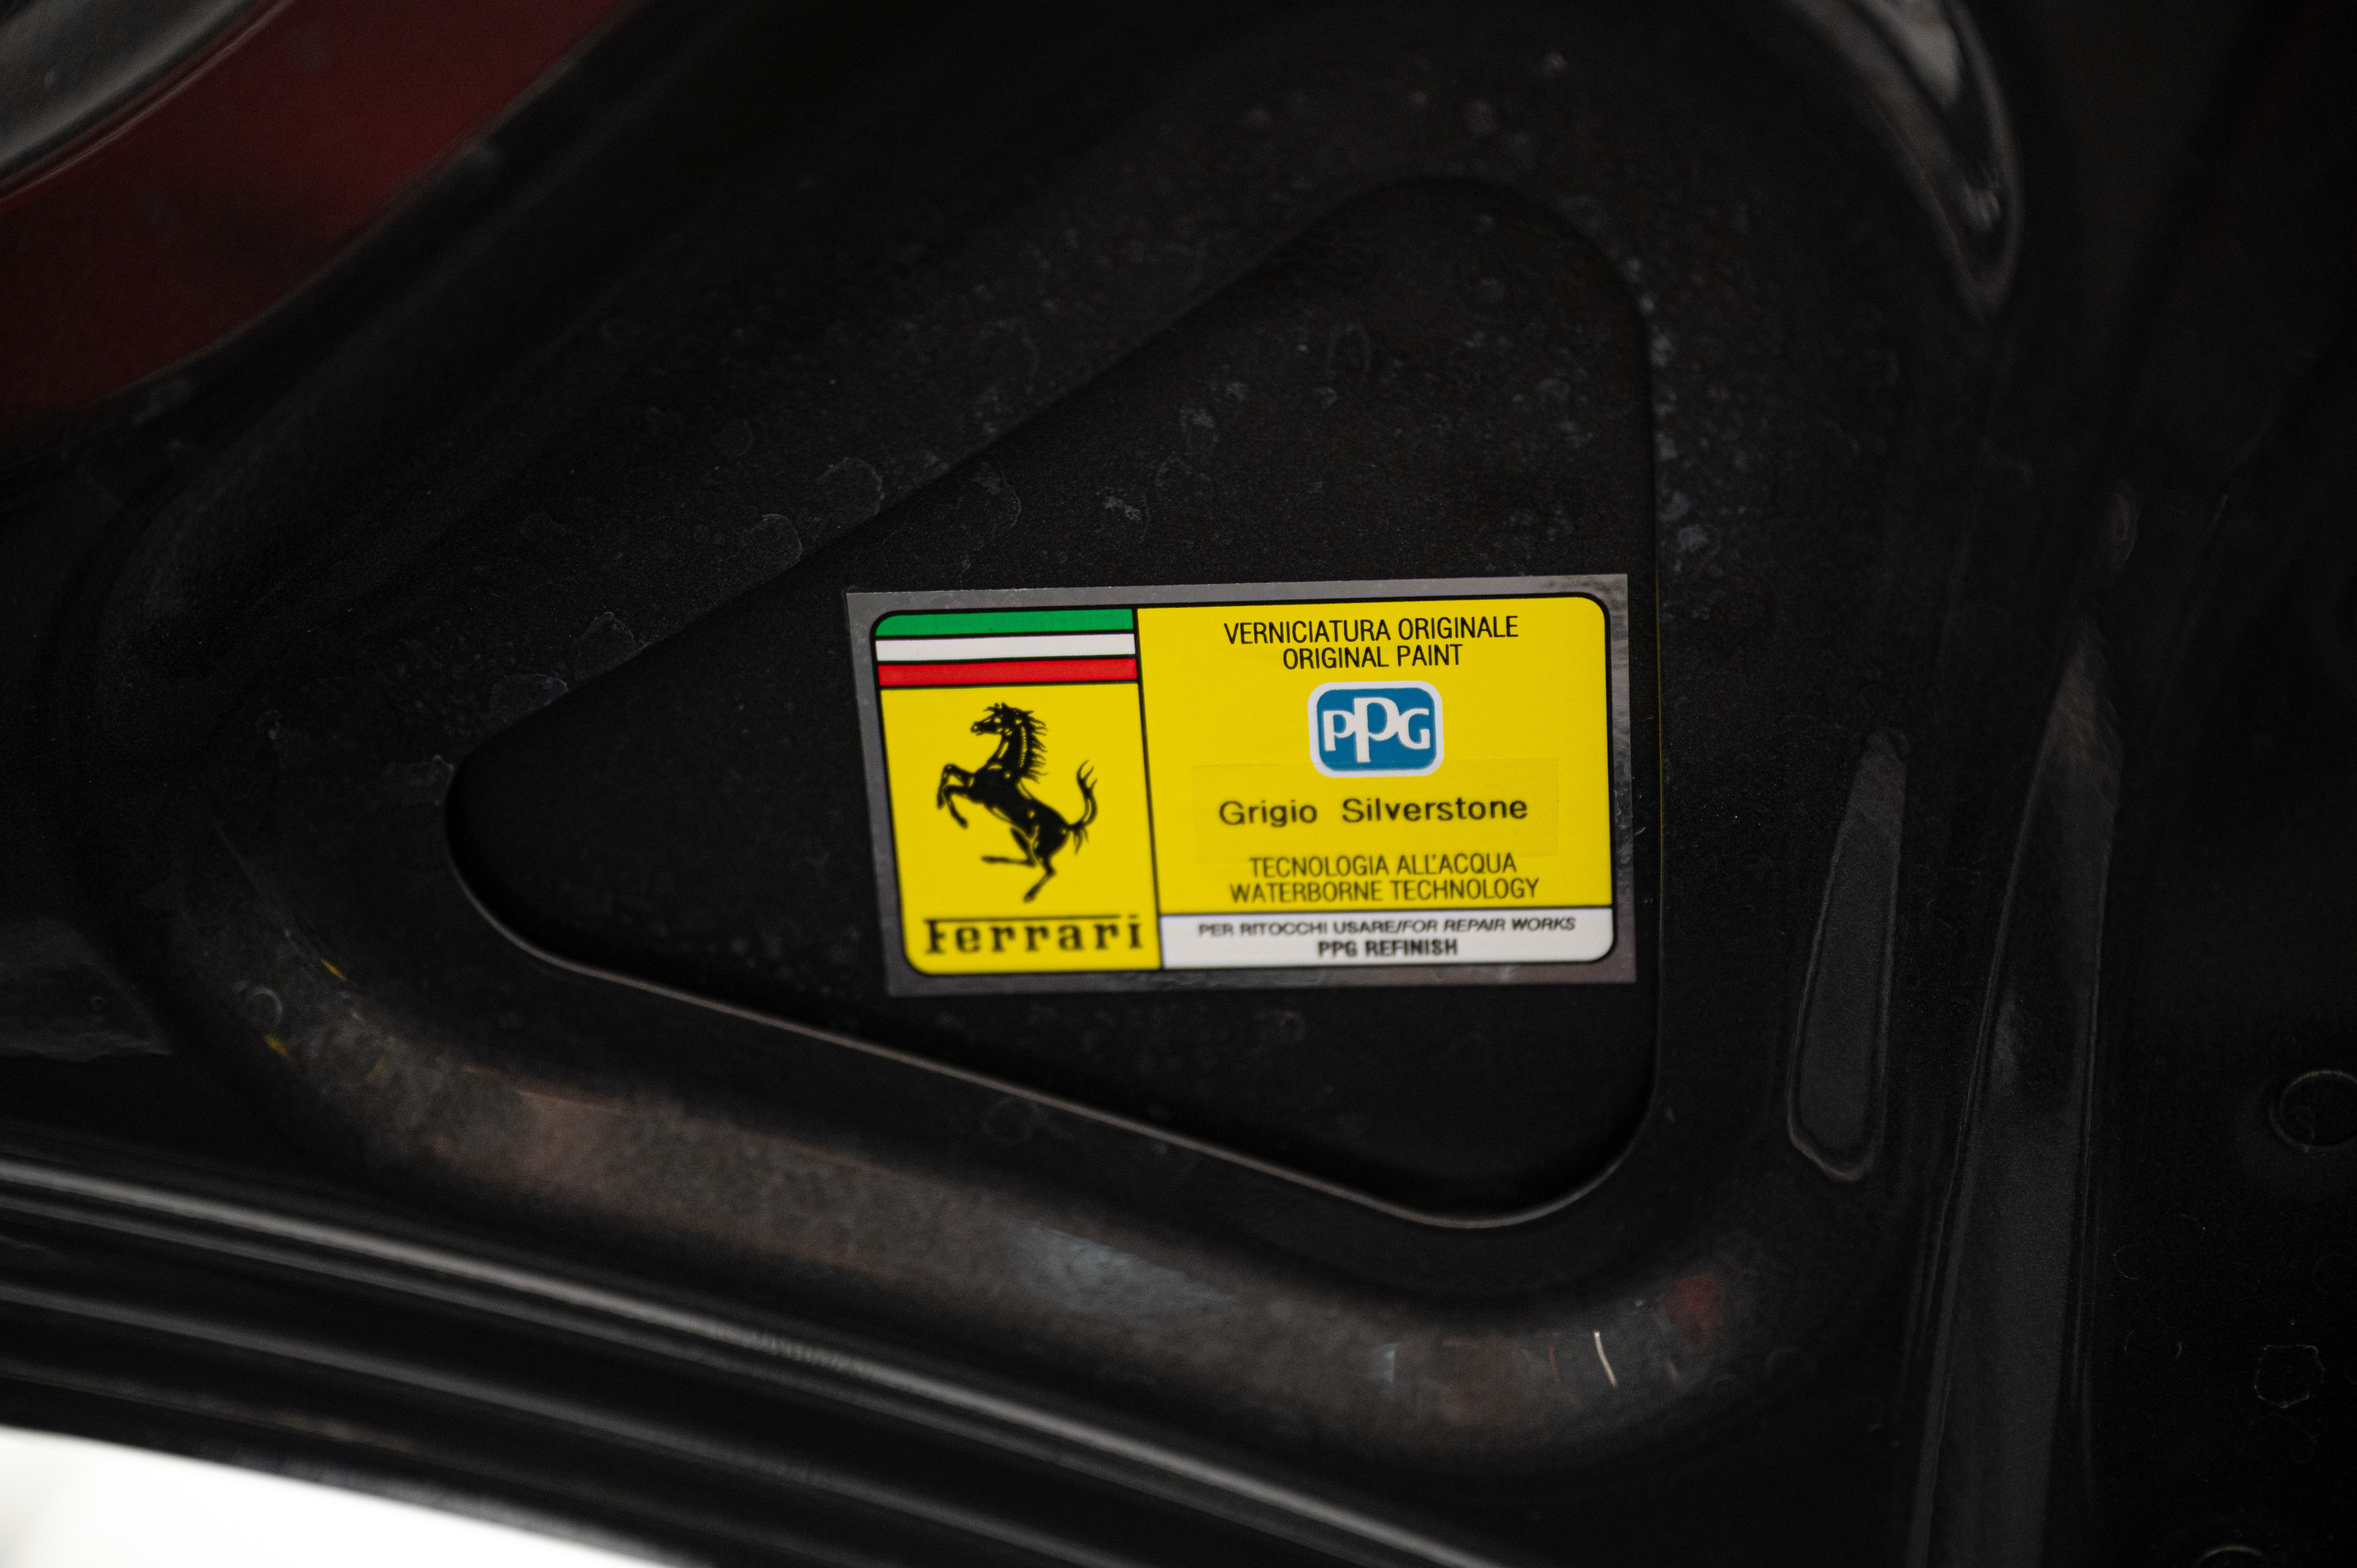 VERNICIATURA ORIGINALE
ORIGINAL PAINT
PPG
Grigio Silverstone
TECNOLOGIA ALL'ACQUA
WATERBORNE TECHNOLOGY
Ferrari
PER RITOCCHI USARE/FOR REPAIR WORKS
PPG REFINISH